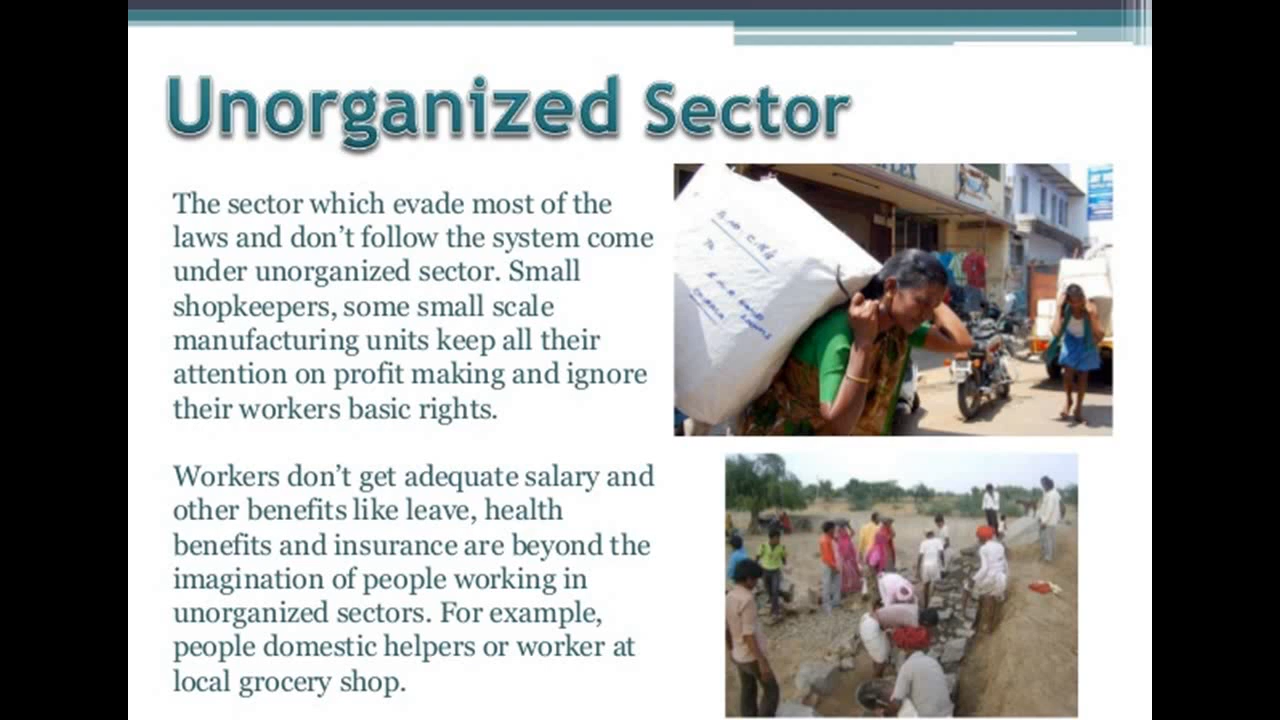 Unorganized Sector
The sector which evade most of the
laws and don’t follow the system come
under unorganized sector. Small
shopkeepers, some small scale
manufacturing units keep all their
attention on profit making and ignore
their workers basic rights.
Workers don’t get adequate salary and
other benefits like leave, health
benefits and insurance are beyond the
imagination of people working in
unorganized sectors. For example,
people domestic helpers or worker at
local grocery shop.